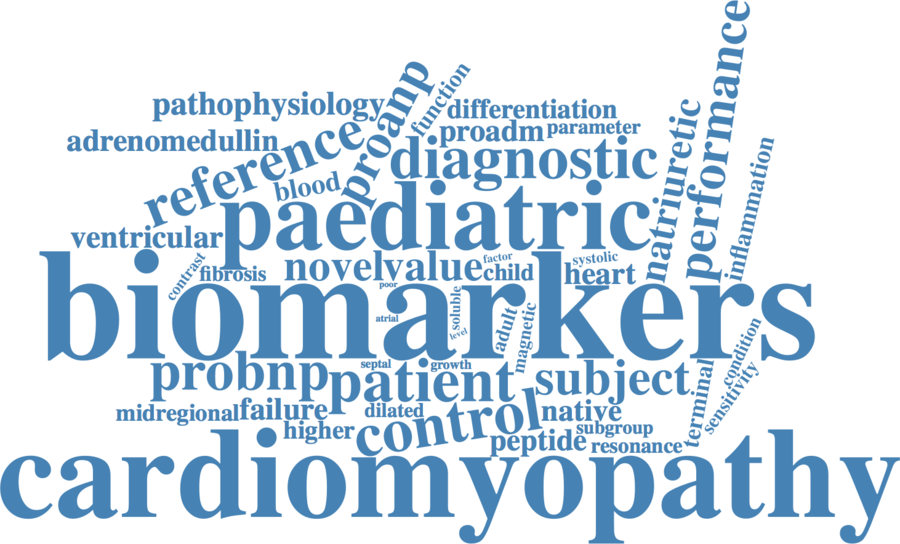 performance
proanp
function
pathophysiology
differentiation
adrenomedullin
reference
proadm
parameter
diagnostic
natriuretic
inflammation
blood
paediatric
ventricular
contrast
fibrosis
novel
value
factor
child
systolic
heart
poor
biomarkers
atrial
soluble
level
adult
magnetic
condition
sensitivity
terminal
probnp
septal
growth
patient
subject
midregional
failure
dilated
control
native
higher
peptide
subgroup
resonance
cardiomyopathy